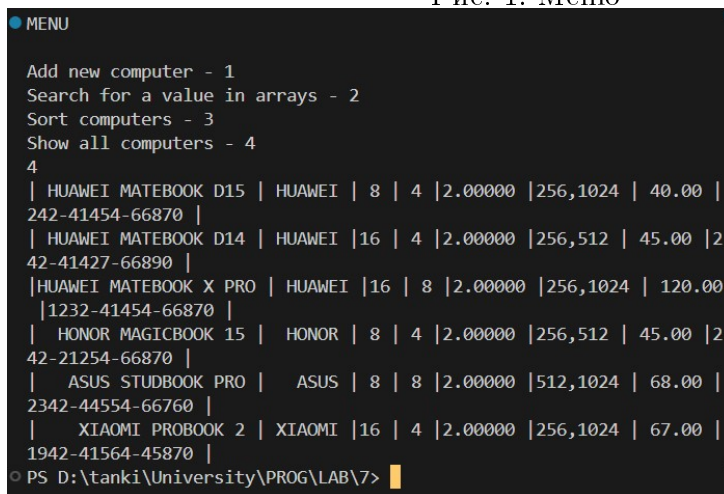 Рис. 1: Меню
MENU
Add new computer - 1
Search for a value in arrays - 2
Sort computers - 3
Show all computers - 4
4
| HUAWEI MATEBOOK D15 | HUAWEI | 8 | 4 |2.00000 |256,1024 | 40.00 |
242-41454-66870 |
| HUAWEI MATEBOOK D14 | HUAWEI |16 | 4 |2.00000 |256,512 | 45.00 |2
42-41427-66890 |
|HUAWEI MATEBOOK X PRO | HUAWEI |16 | 8 |2.00000 |256,1024 | 120.00
|1232-41454-66870 |
| HONOR MAGICBOOK 15 | HONOR | 8 | 4 |2.00000 |256,512 | 45.00 |2
42-21254-66870 |
| ASUS STUDBOOK PRO | ASUS | 8 | 8 |2.00000 |512,1024 | 68.00 |
2342-44554-66760 |
| XIAOMI PROBOOK 2 | XIAOMI |16 | 4 |2.00000 |256,1024 | 67.00 |
1942-41564-45870 |
PS D:\tanki\University\PROG\LAB\7>